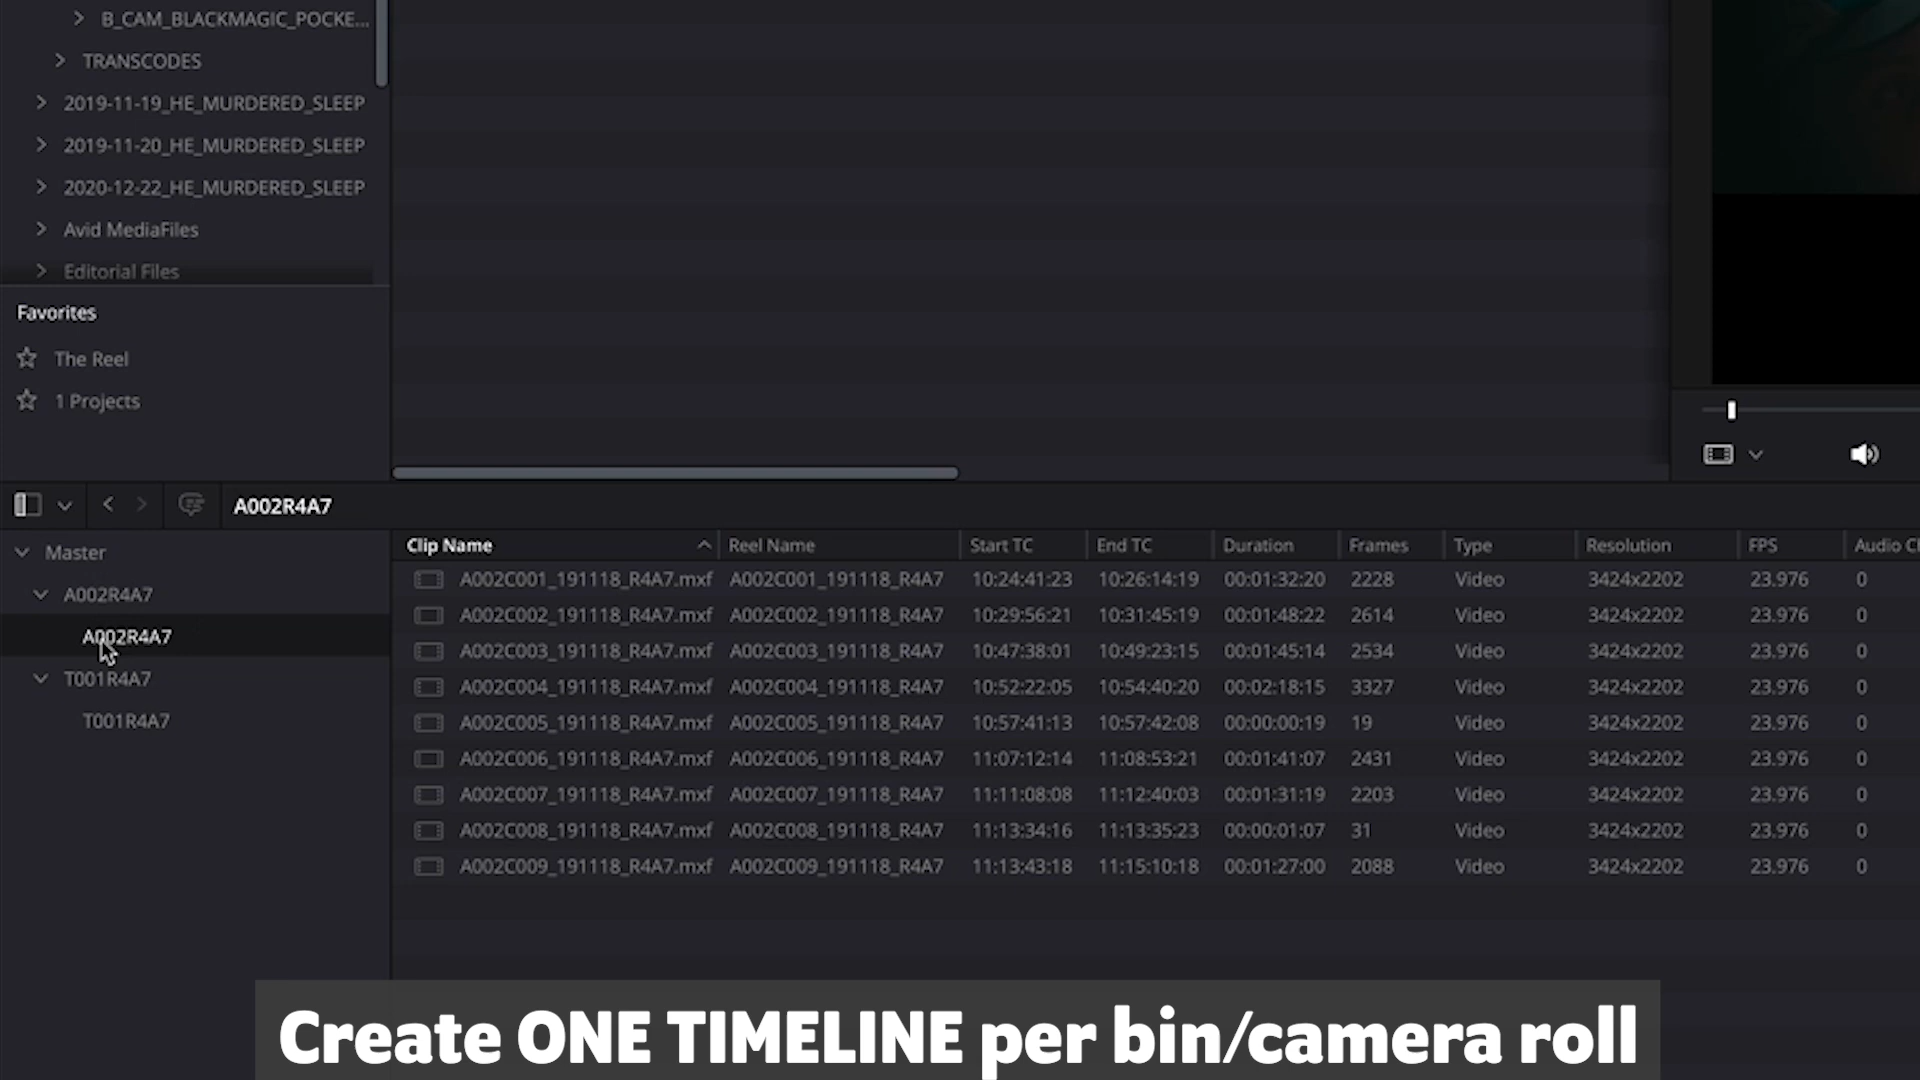 B_CAM_BLACKMAGIC_POCKE...
TRANSCODES
2019-11-19_HE_MURDERED_SLEEP
2019-11-20_HE_MURDERED_SLEEP
2020-12-22_HE_MURDERED_SLEEP
Avid MediaFiles
Editorial Files
Favorites
The Reel
1 Projects
A002R4A7
Master
A002R4A7
A002R4A7
T001R4A7
T001R4A7
Clip Name Reel Name Start TC End TC Duration Frames Type Resolution FPS Audio Cl
A002C001_191118_R4A7.mxf A002C001_191118_R4A7 10:24:41:23 10:26:14:19 00:01:32:20 2228 Video 3424x2202 23.976 0
A002C002_191118_R4A7.mxf A002C002_191118_R4A7 10:29:56:21 10:31:45:19 00:01:48:22 2614 Video 3424x2202 23.976 0
A002C003_191118_R4A7.mxf A002C003_191118_R4A7 10:47:38:01 10:49:23:15 00:01:45:14 2534 Video 3424x2202 23.976 0
A002C004_191118_R4A7.mxf A002C004_191118_R4A7 10:52:22:05 10:54:40:20 00:02:18:15 3327 Video 3424x2202 23.976 0
A002C005_191118_R4A7.mxf A002C005_191118_R4A7 10:57:41:13 10:57:42:08 00:00:00:19 19 Video 3424x2202 23.976 0
A002C006_191118_R4A7.mxf A002C006_191118_R4A7 11:07:12:14 11:08:53:21 00:01:41:07 2431 Video 3424x2202 23.976 0
A002C007_191118_R4A7.mxf A002C007_191118_R4A7 11:11:08:08 11:12:40:03 00:01:31:19 2203 Video 3424x2202 23.976 0
A002C008_191118_R4A7.mxf A002C008_191118_R4A7 11:13:34:16 11:13:35:23 00:00:01:07 31 Video 3424x2202 23.976 0
A002C009_191118_R4A7.mxf A002C009_191118_R4A7 11:13:43:18 11:15:10:18 00:01:27:00 2088 Video 3424x2202 23.976 0
Create ONE TIMELINE per bin/camera roll